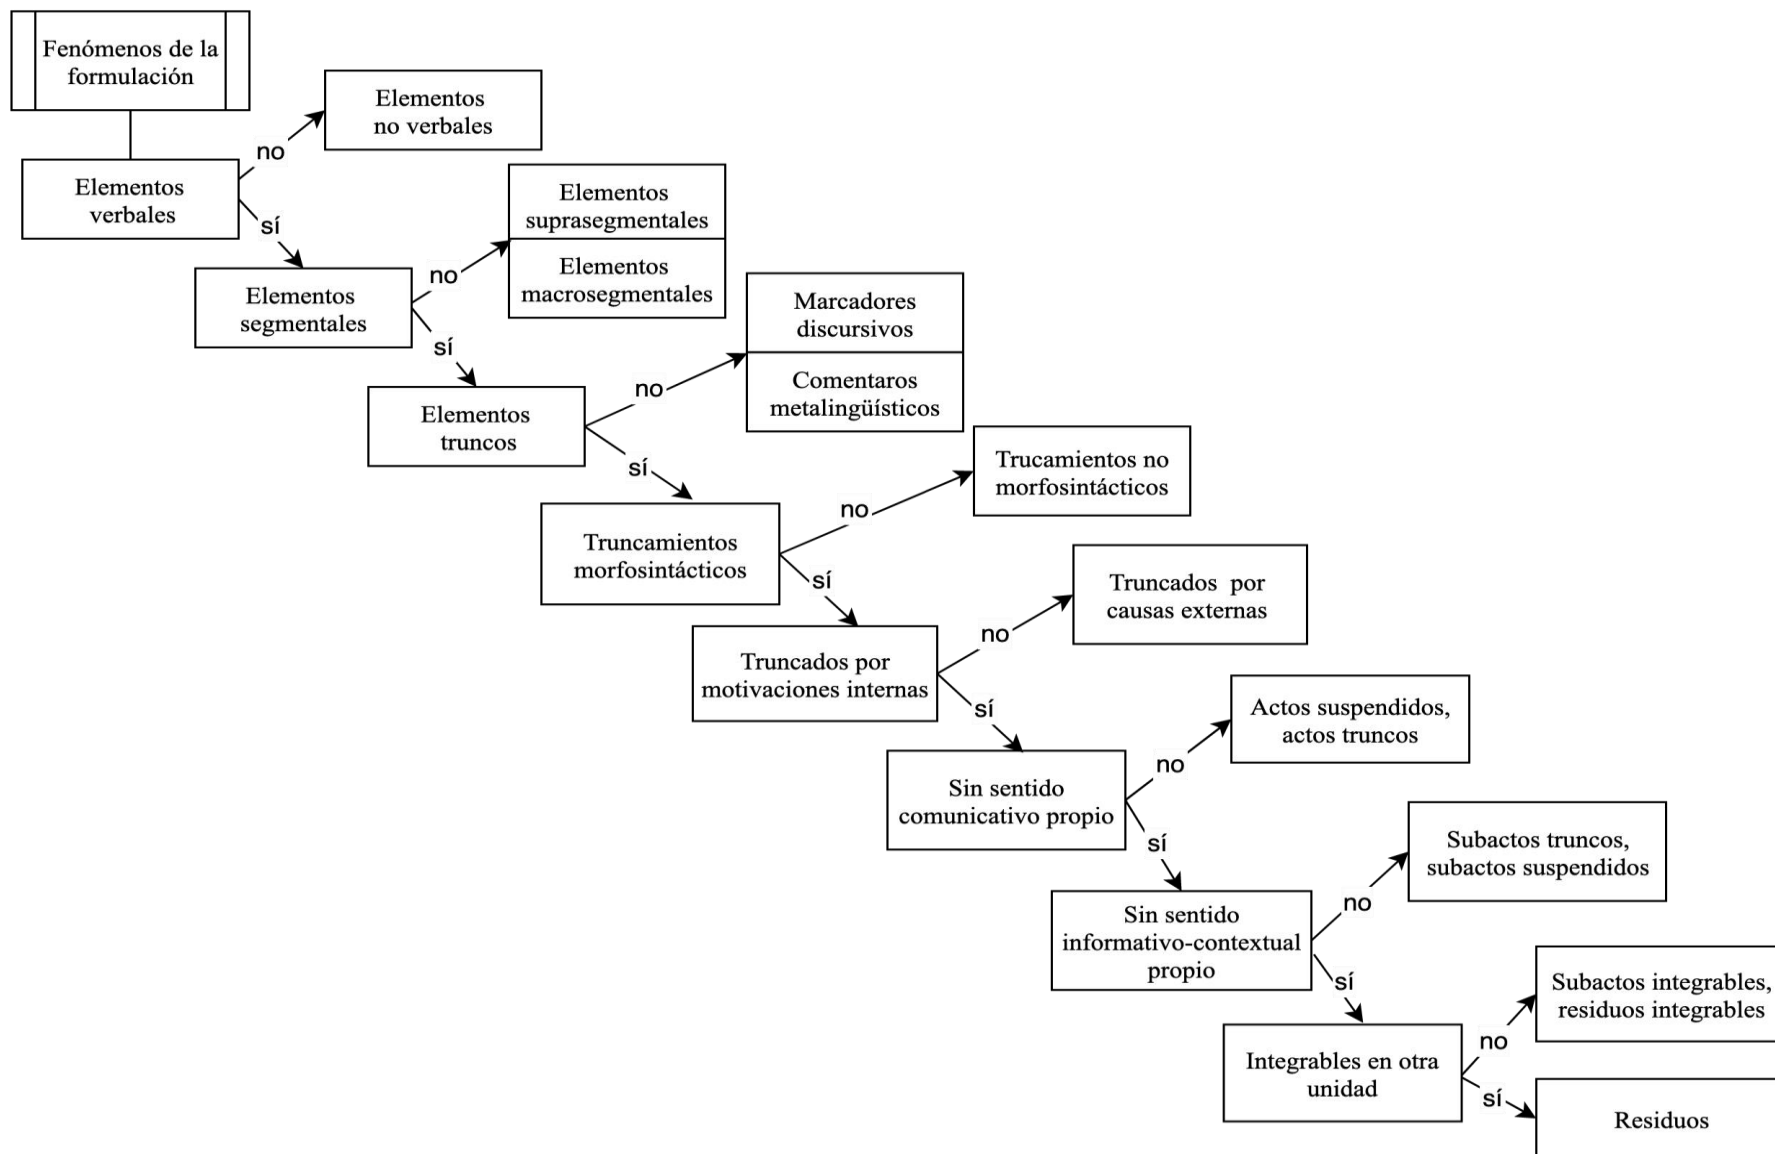 Fenómenos de la
formulación
Elementos
no verbales
no
Elementos
verbales
sí
Elementos
suprasegmentales
Elementos
macrosegmentales
no
Elementos
segmentales
sí
Marcadores
discursivos
Comentaros
metalingüísticos
no
Elementos
truncos
sí
Trucamientos no
morfosintácticos
no
Truncamientos
morfosintácticos
sí
Truncados por
causas externas
no
Truncados por
motivaciones internas
sí
Actos suspendidos,
actos truncos
no
Sin sentido
comunicativo propio
sí
Subactos truncos,
subactos suspendidos
no
Sin sentido
informativo-contextual
propio
sí
Subactos integrables,
residuos integrables
no
Integrables en otra
unidad
sí
Residuos